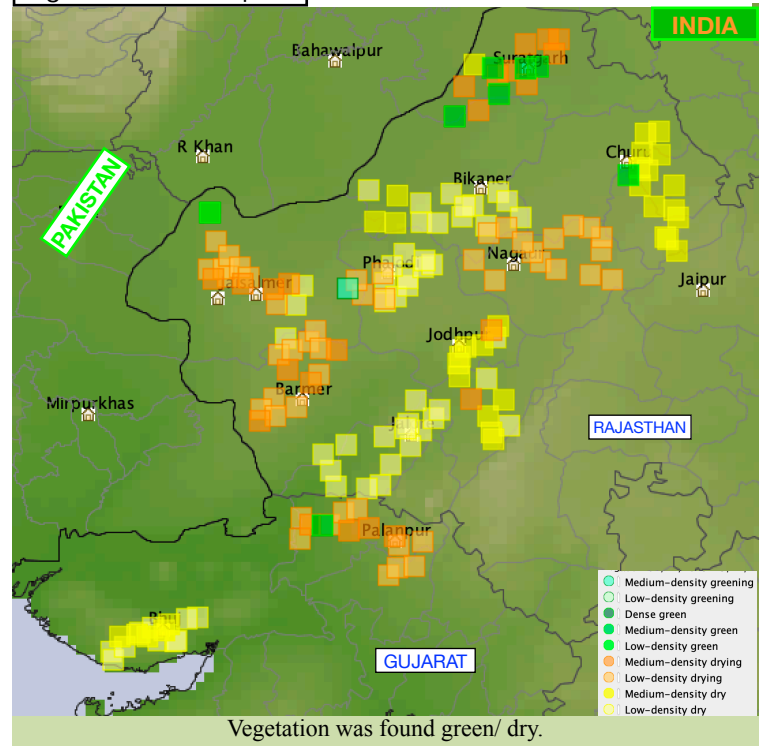 INDIA
Bahawalpur
Suratgarh
R Khan
Churu
PAKISTAN
Bikaner
Phalodi
Nagaur
Jaisalmer
Jaipur
Jodhpur
Barmer
Mirpurkhas
RAJASTHAN
Palanpur
Bhuj
GUJARAT
Medium-density greening
Low-density greening
Dense green
Medium-density green
Low-density green
Medium-density drying
Low-density drying
Medium-density dry
Low-density dry
Vegetation was found green/ dry.